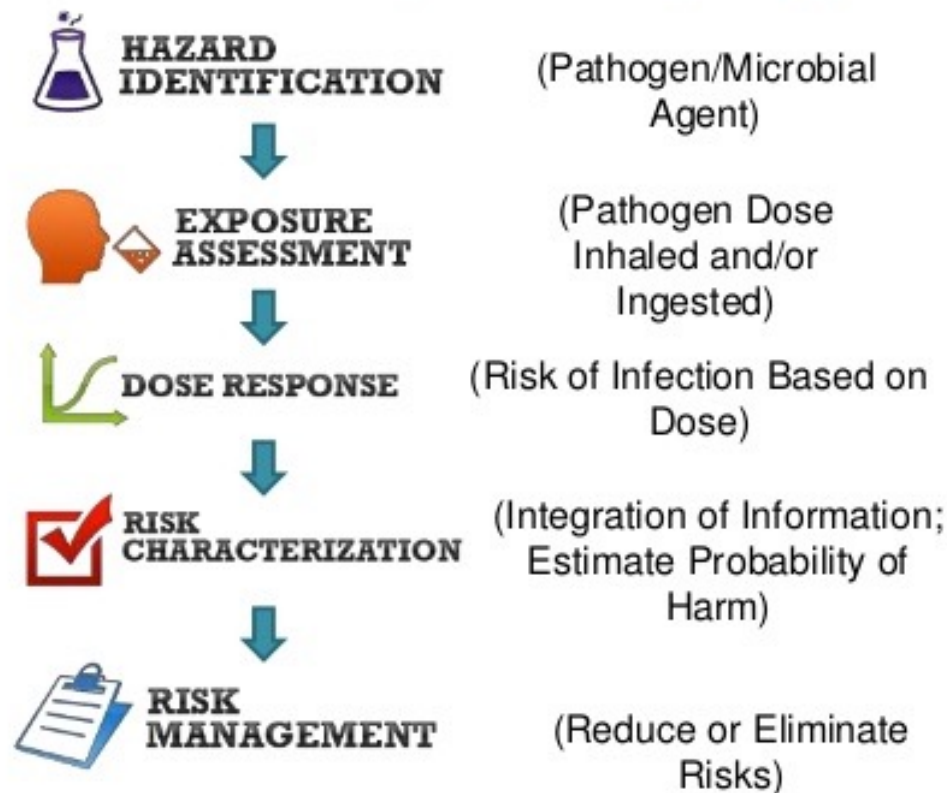 HAZARD
IDENTIFICATION
(Pathogen/Microbial
Agent)
EXPOSURE
ASSESSMENT
(Pathogen Dose
Inhaled and/or
Ingested)
DOSE RESPONSE
(Risk of Infection Based on
Dose)
RISK
CHARACTERIZATION
(Integration of Information;
Estimate Probability of
Harm)
RISK
MANAGEMENT
(Reduce or Eliminate
Risks)